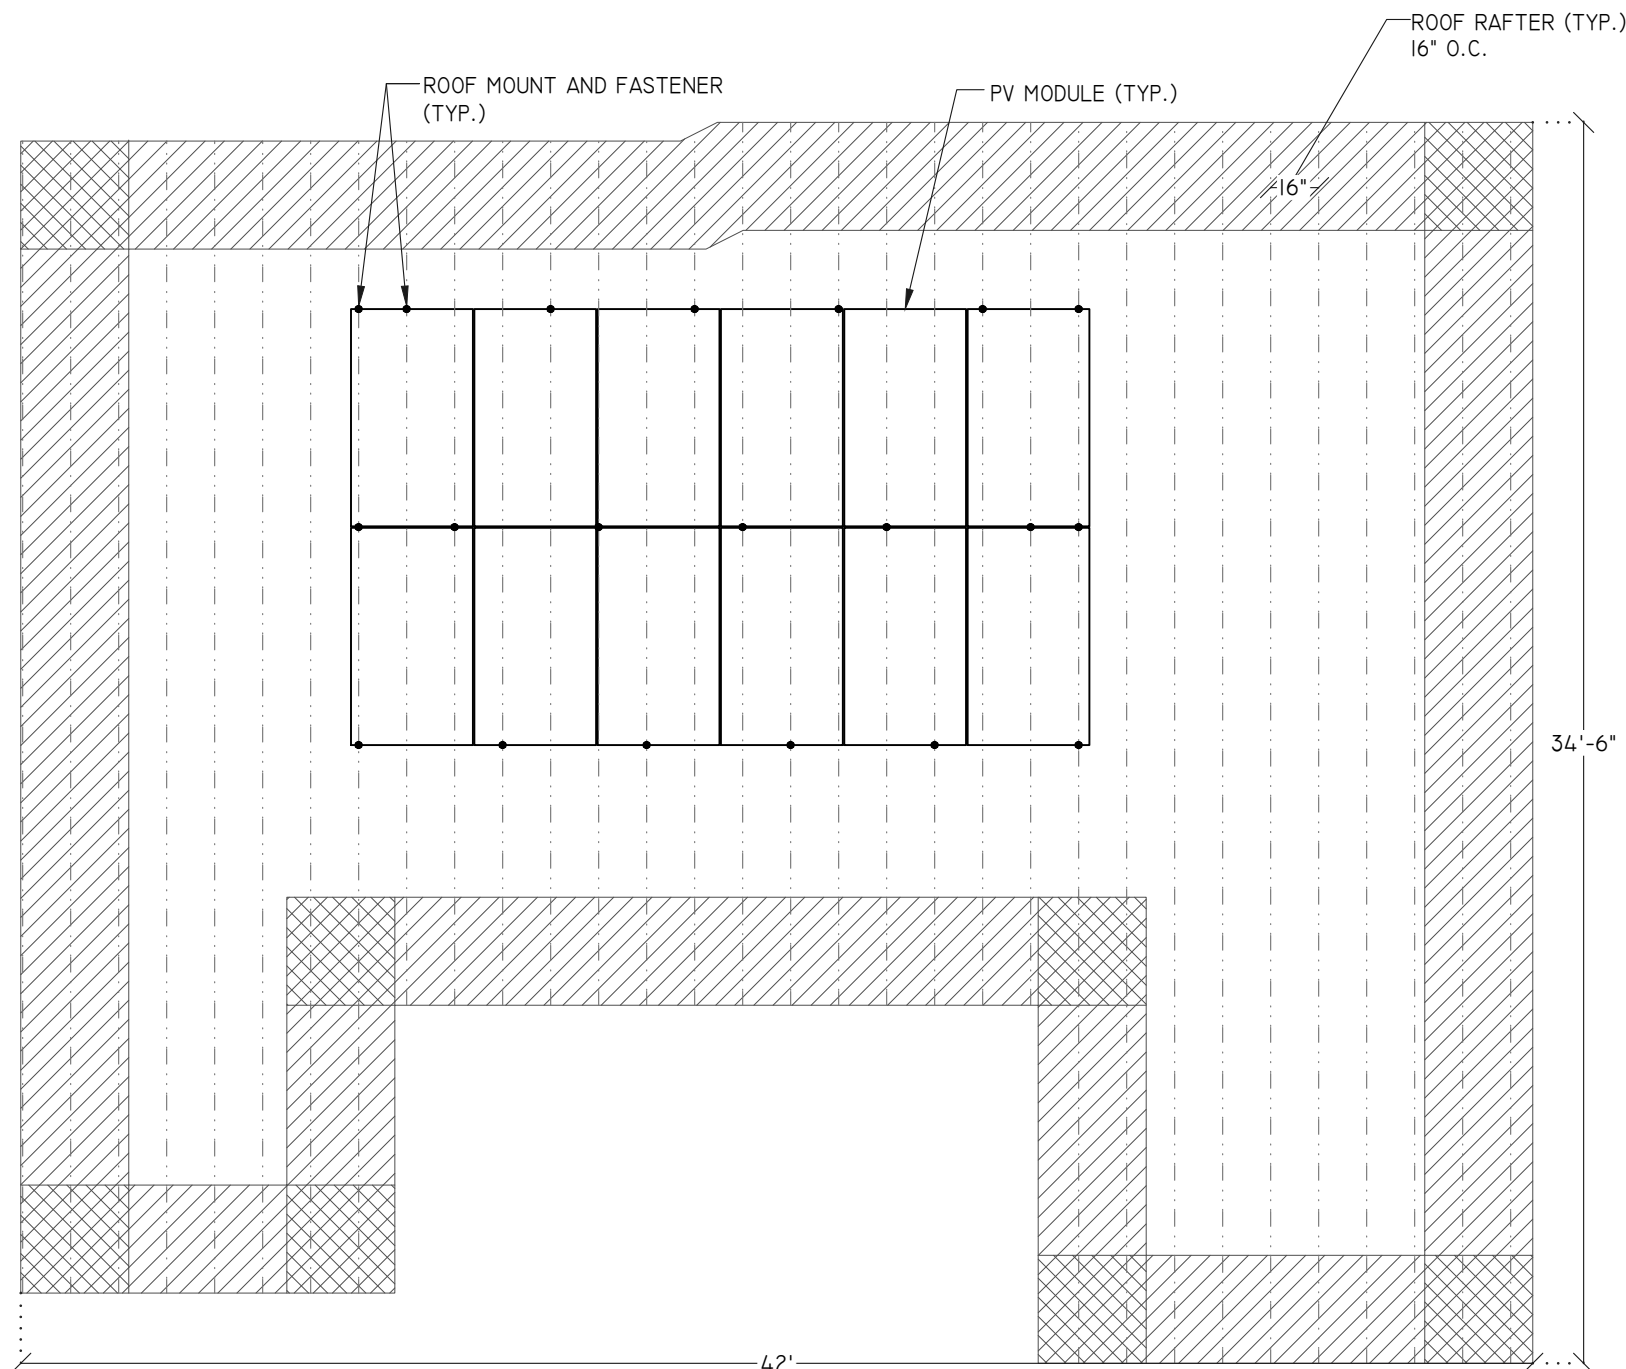 ROOF RAFTER (TYP.)
16" O.C.
ROOF MOUNT AND FASTENER
(TYP.)
PV MODULE (TYP.)
16"
34'-6"
42'